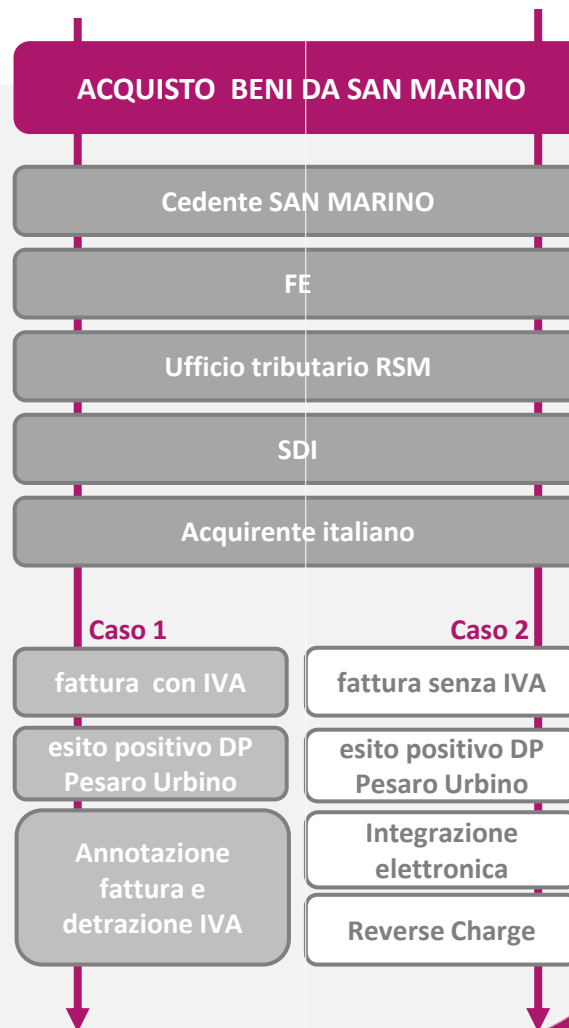 ACQUISTO BENI DA SAN MARINO
Cedente SAN MARINO
FE
Ufficio tributario RSM
SDI
Acquirente italiano
Caso 1
fattura con IVA
esito positivo DP
Pesaro Urbino
Annotazione
fattura e
detrazione IVA
Caso 2
fattura senza IVA
esito positivo DP
Pesaro Urbino
Integrazione
elettronica
Reverse Charge